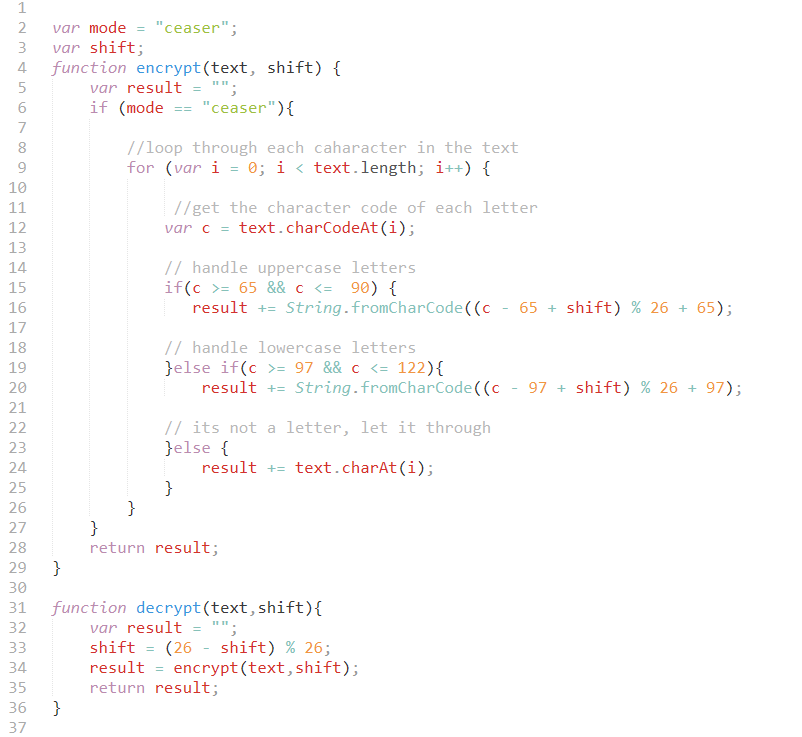 1
2 var mode = "ceaser";
3 var shift;
4 function encrypt(text, shift) {
5     var result = "";
6     if (mode == "ceaser"){
7
8         //loop through each caharacter in the text
9         for (var i = 0; i < text.length; i++) {
10
11              //get the character code of each letter
12             var c = text.charCodeAt(i);
13
14             // handle uppercase letters
15             if(c >= 65 && c <=  90) {
16                result += String.fromCharCode((c - 65 + shift) % 26 + 65);
17
18             // handle lowercase letters
19             }else if(c >= 97 && c <= 122){
20                 result += String.fromCharCode((c - 97 + shift) % 26 + 97);
21
22             // its not a letter, let it through
23             }else {
24                 result += text.charAt(i);
25             }
26         }
27     }
28     return result;
29 }
30
31 function decrypt(text,shift){
32     var result = "";
33     shift = (26 - shift) % 26;
34     result = encrypt(text,shift);
35     return result;
36 }
37